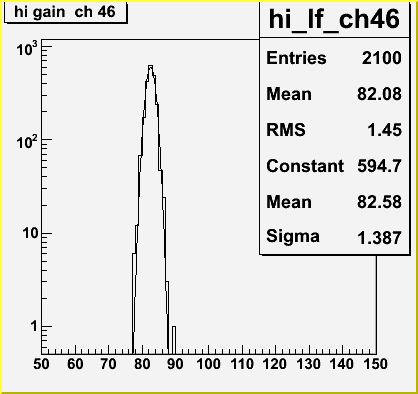 hi gain ch 46
hi_lf_ch46
Entries 2100
Mean 82.08
RMS 1.45
Constant 594.7
Mean 82.58
Sigma 1.387
10³
10²
10
1
50 60 70 80 90 100 110 120 130 140 150